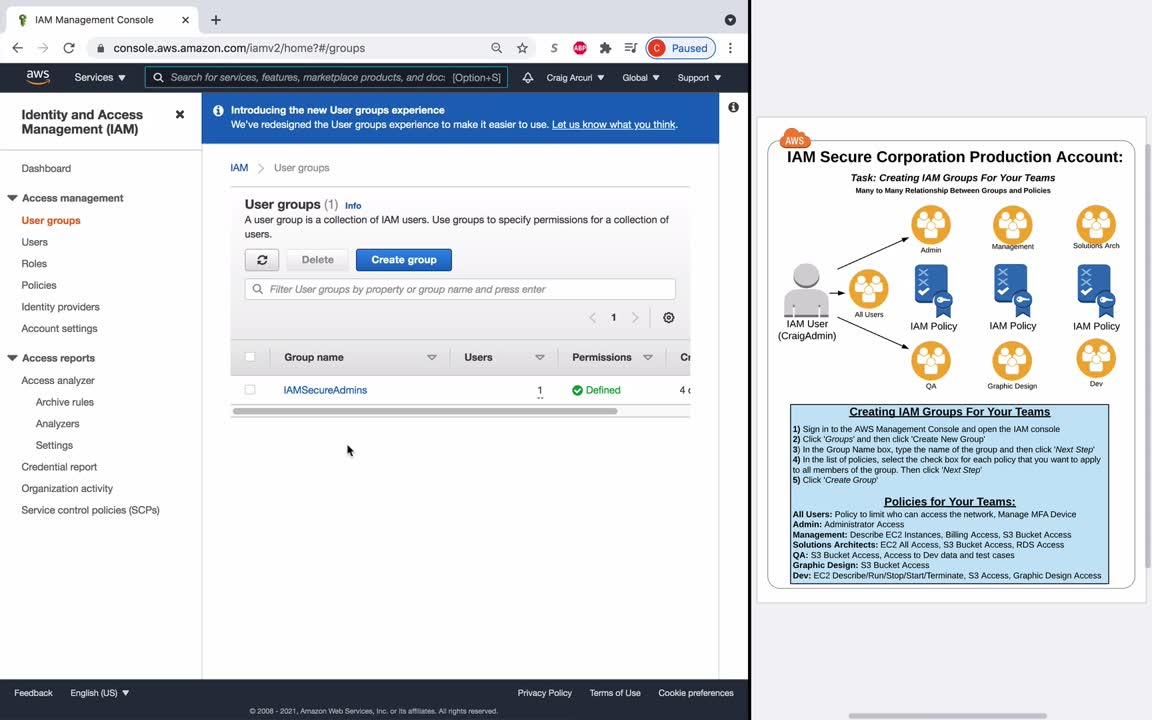 IAM Management Console
console.aws.amazon.com/iamv2/home?#/groups
S
ABP
C
Paused
aws
Services
Search for services, features, marketplace products, and doc:
[Option+S]
Craig Arcuri
Global
Support
Identity and Access
Management (IAM)
Dashboard
Access management
User groups
Users
Roles
Policies
Identity providers
Account settings
Access reports
Access analyzer
Archive rules
Analyzers
Settings
Credential report
Organization activity
Service control policies (SCPs)
Introducing the new User groups experience
We've redesigned the User groups experience to make it easier to use. Let us know what you think.
IAM
User groups
User groups (1) Info
A user group is a collection of IAM users. Use groups to specify permissions for a collection of
users.
Delete
Create group
Filter User groups by property or group name and press enter
1
Group name
Users
Permissions
IAMSecureAdmins
1
Defined
4
Feedback
English (US)
Privacy Policy
Terms of Use
Cookie preferences
© 2008 - 2021, Amazon Web Services, Inc. or its affiliates. All rights reserved.
AWS
IAM Secure Corporation Production Account:
Task: Creating IAM Groups For Your Teams
Many to Many Relationship Between Groups and Policies
Admin
Management
Solutions Arch
All Users
IAM User
(CraigAdmin)
IAM Policy
IAM Policy
IAM Policy
QA
Graphic Design
Dev
Creating IAM Groups For Your Teams
1) Sign in to the AWS Management Console and open the IAM console
2) Click 'Groups' and then click 'Create New Group'
3) In the Group Name box, type the name of the group and then click 'Next Step'
4) In the list of policies, select the check box for each policy that you want to apply
to all members of the group. Then click 'Next Step'
5) Click 'Create Group'
Policies for Your Teams:
All Users: Policy to limit who can access the network, Manage MFA Device
Admin: Administrator Access
Management: Describe EC2 Instances, Billing Access, S3 Bucket Access
Solutions Architects: EC2 All Access, S3 Bucket Access, RDS Access
QA: S3 Bucket Access, Access to Dev data and test cases
Graphic Design: S3 Bucket Access
Dev: EC2 Describe/Run/Stop/Start/Terminate, S3 Access, Graphic Design Access